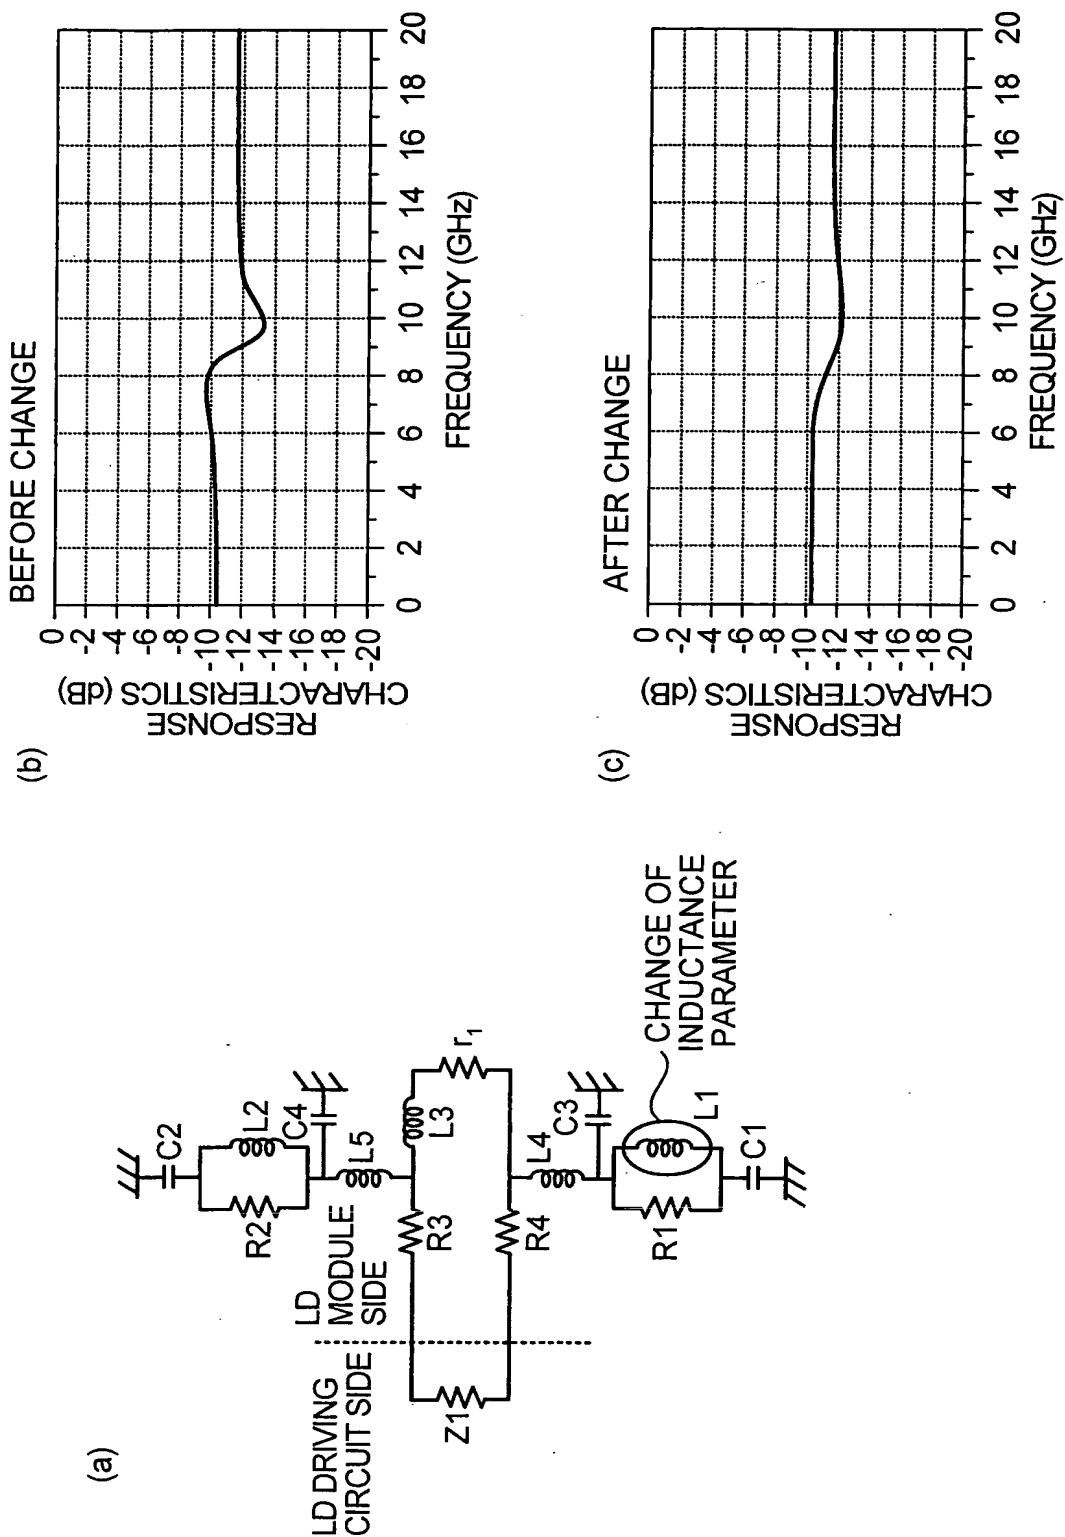 (a)
LD DRIVING
CIRCUIT SIDE
LD
MODULE
SIDE
Z1
R2
L2
C2
C4
L5
R3
L3
r1
R4
L4
C3
R1
L1
C1
CHANGE OF
INDUCTANCE
PARAMETER
(b)
BEFORE CHANGE
RESPONSE
CHARACTERISTICS (dB)
0
-2
-4
-6
-8
-10
-12
-14
-16
-18
-20
0 2 4 6 8 10 12 14 16 18 20
FREQUENCY (GHz)
(c)
AFTER CHANGE
RESPONSE
CHARACTERISTICS (dB)
0
-2
-4
-6
-8
-10
-12
-14
-16
-18
-20
0 2 4 6 8 10 12 14 16 18 20
FREQUENCY (GHz)